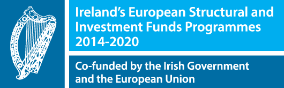 Ireland's European Structural and
Investment Funds Programmes
2014-2020
Co-funded by the Irish Government
and the European Union